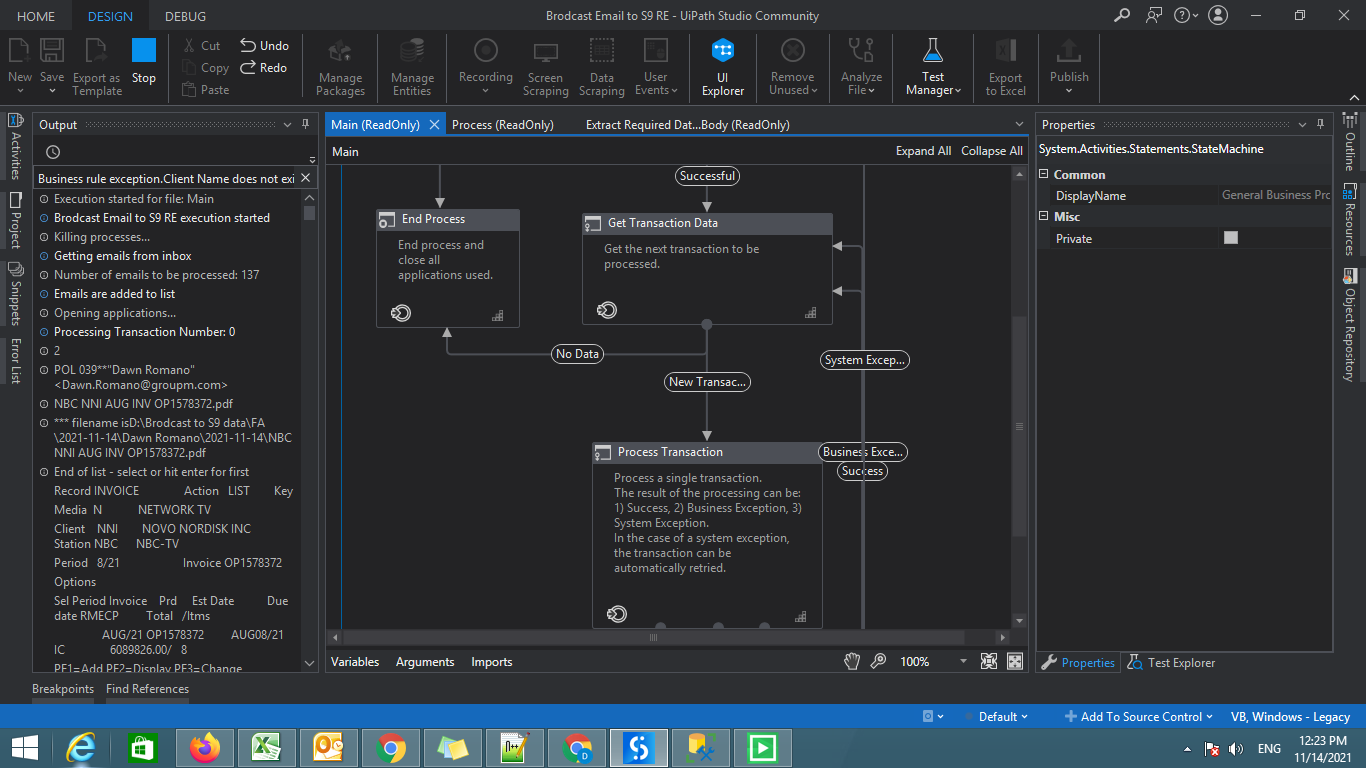 HOME DESIGN DEBUG
Brodcast Email to S9 RE - UiPath Studio Community
New Save Export as Template Stop
Cut Copy Paste
Undo Redo
Manage Packages
Manage Entities
Recording
Screen Scraping
Data Scraping
User Events
UI Explorer
Remove Unused
Analyze File
Test Manager
Export to Excel
Publish
Activities
Project
Snippets
Error List
Output
Business rule exception.Client Name does not exi
Execution started for file: Main
Brodcast Email to S9 RE execution started
Killing processes...
Getting emails from inbox
Number of emails to be processed: 137
Emails are added to list
Opening applications...
Processing Transaction Number: 0
2
POL 039**"Dawn Romano"
<Dawn.Romano@groupm.com>
NBC NNI AUG INV OP1578372.pdf
*** filename isD:\Brodcast to S9 data\FA
\2021-11-14\Dawn Romano\2021-11-14\NBC
NNI AUG INV OP1578372.pdf
End of list - select or hit enter for first
Record INVOICE Action LIST Key
Media N NETWORK TV
Client NNI NOVO NORDISK INC
Station NBC NBC-TV
Period 8/21 Invoice OP1578372
Options
Sel Period Invoice Prd Est Date Due
date RMECP Total /Itms
AUG/21 OP1578372 AUG08/21
IC 6089826.00/ 8
PF1=Add PF2=Display PF3=Change
Breakpoints Find References
Main (ReadOnly) Process (ReadOnly) Extract Required Dat...Body (ReadOnly)
Main Expand All Collapse All
Successful
End Process
End process and
close all
applications used.
Get Transaction Data
Get the next transaction to be
processed.
No Data
New Transac...
System Excep...
Business Exce...
Success
Process Transaction
Process a single transaction.
The result of the processing can be:
1) Success, 2) Business Exception, 3)
System Exception.
In the case of a system exception,
the transaction can be
automatically retried.
Variables Arguments Imports 100%
Properties
System.Activities.Statements.StateMachine
Common
DisplayName General Business Pro
Misc
Private
Properties Test Explorer
Outline
Resources
Object Repository
Default Add To Source Control VB, Windows - Legacy
ENG 12:23 PM
11/14/2021